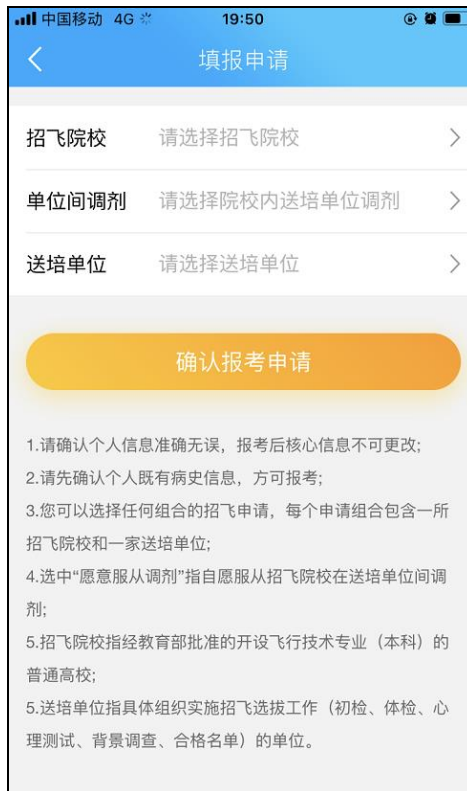 中国移动 4G 19:50
填报申请
招飞院校 请选择招飞院校
单位间调剂 请选择院校内送培单位调剂
送培单位 请选择送培单位
确认报考申请
1.请确认个人信息准确无误，报考后核心信息不可更改;
2.请先确认个人既有病史信息，方可报考;
3.您可以选择任何组合的招飞申请，每个申请组合包含一所
招飞院校和一家送培单位;
4.选中“愿意服从调剂”指自愿服从招飞院校在送培单位间调
剂;
5.招飞院校指经教育部批准的开设飞行技术专业（本科）的
普通高校;
5.送培单位指具体组织实施招飞选拔工作（初检、体检、心
理测试、背景调查、合格名单）的单位。